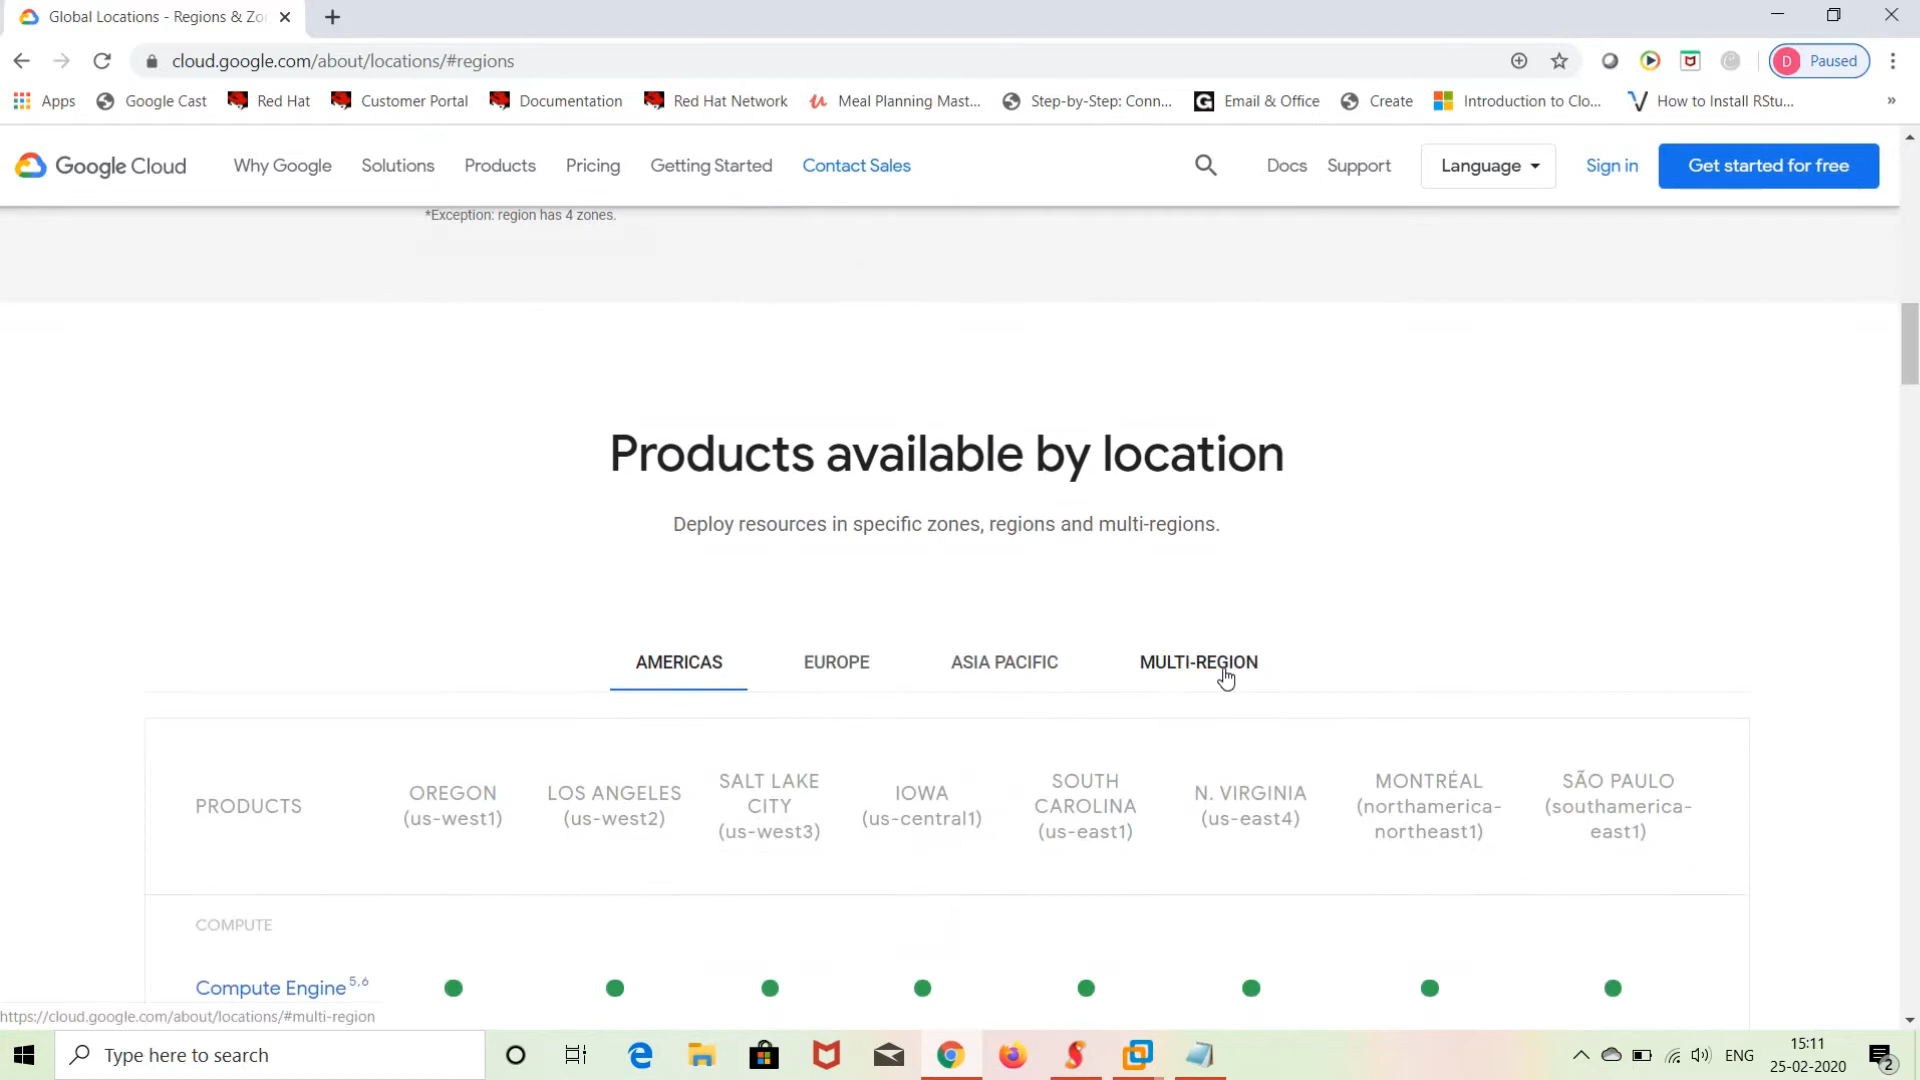 Global Locations - Regions & Zo
cloud.google.com/about/locations/#regions
D Paused
Apps Google Cast Red Hat Customer Portal Documentation Red Hat Network Meal Planning Mast... Step-by-Step: Conn... Email & Office Create Introduction to Clo... How to Install RStu... »
Google Cloud Why Google Solutions Products Pricing Getting Started Contact Sales Docs Support Language Sign in Get started for free
*Exception: region has 4 zones.
Products available by location
Deploy resources in specific zones, regions and multi-regions.
AMERICAS EUROPE ASIA PACIFIC MULTI-REGION
PRODUCTS
OREGON
(us-west1)
LOS ANGELES
(us-west2)
SALT LAKE
CITY
(us-west3)
IOWA
(us-central1)
SOUTH
CAROLINA
(us-east1)
N. VIRGINIA
(us-east4)
MONTRÉAL
(northamerica-
northeast1)
SÃO PAULO
(southamerica-
east1)
COMPUTE
Compute Engine 5,6
https://cloud.google.com/about/locations/#multi-region
Type here to search
ENG
15:11
25-02-2020
2